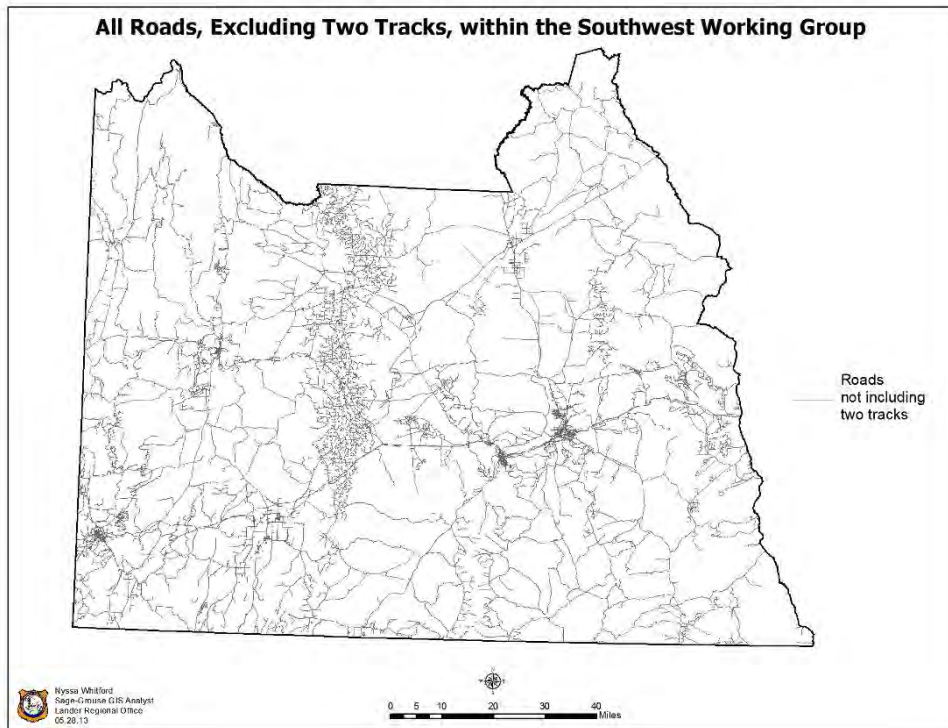 All Roads, Excluding Two Tracks, within the Southwest Working Group
Roads
not including
two tracks
Nyssa Whitford
Sage-Grouse GIS Analyst
Lander Regional Office
05.28.13
0 5 10 20 30 40
Miles